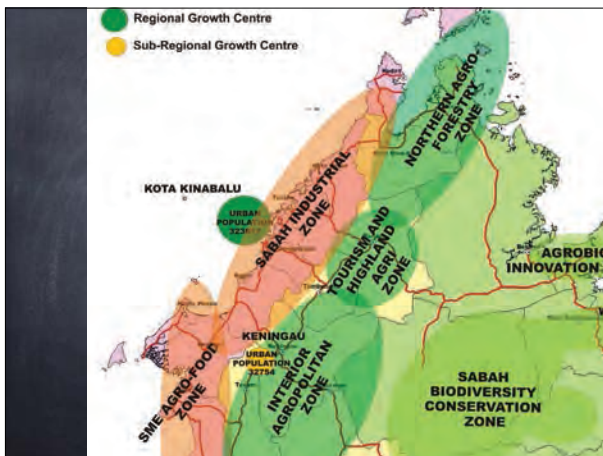 Regional Growth Centre
Sub-Regional Growth Centre
NORTHERN AGRO-
FORESTRY
ZONE
KOTA KINABALU
URBAN
POPULATION
SABAH INDUSTRIAL
ZONE
TOURISM AND
HIGHLAND
AGRI
ZONE
AGROBIO
INNOVATION
KENINGAU
URBAN
POPULATION
32754
SME AGRO-FOOD
ZONE
INTERIOR
AGROPOLITAN
ZONE
SABAH
BIODIVERSITY
CONSERVATION
ZONE